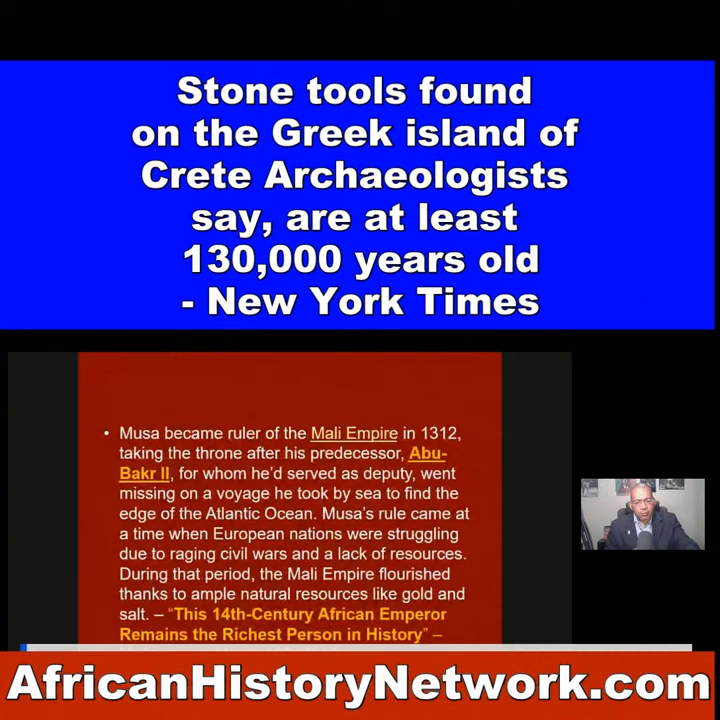 Stone tools found
on the Greek island of
Crete Archaeologists
say, are at least
130,000 years old
- New York Times
• Musa became ruler of the Mali Empire in 1312,
taking the throne after his predecessor, Abu-
Bakr II, for whom he'd served as deputy, went
missing on a voyage he took by sea to find the
edge of the Atlantic Ocean. Musa's rule came at
a time when European nations were struggling
due to raging civil wars and a lack of resources.
During that period, the Mali Empire flourished
thanks to ample natural resources like gold and
salt. – “This 14th-Century African Emperor
Remains the Richest Person in History” –
AfricanHistoryNetwork.com